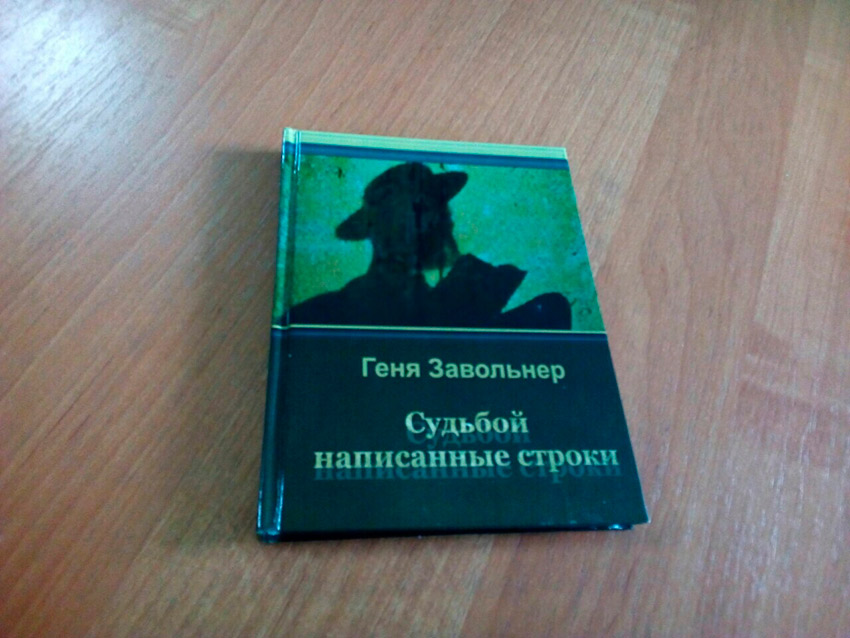 Геня Завольнер
Судьбой
написанные строки